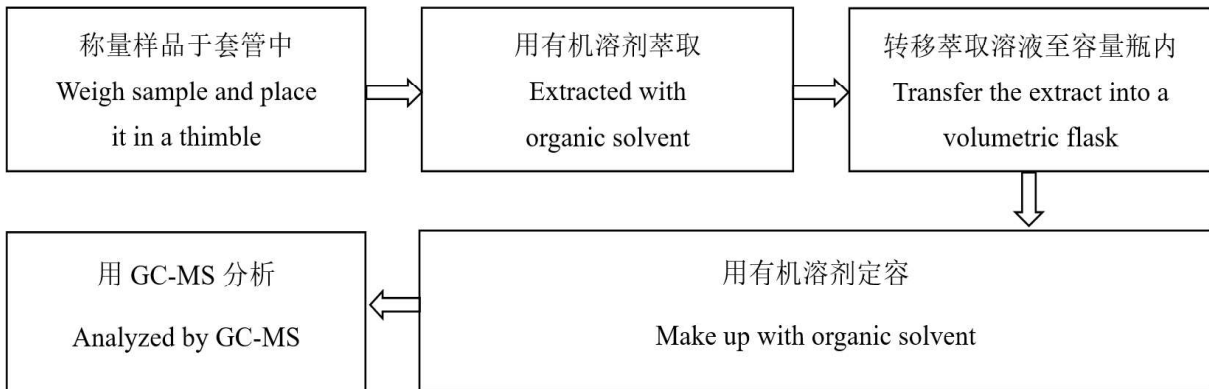 称量样品于套管中
Weigh sample and place
it in a thimble
用有机溶剂萃取
Extracted with
organic solvent
转移萃取溶液至容量瓶内
Transfer the extract into a
volumetric flask
用有机溶剂定容
Make up with organic solvent
用 GC-MS 分析
Analyzed by GC-MS